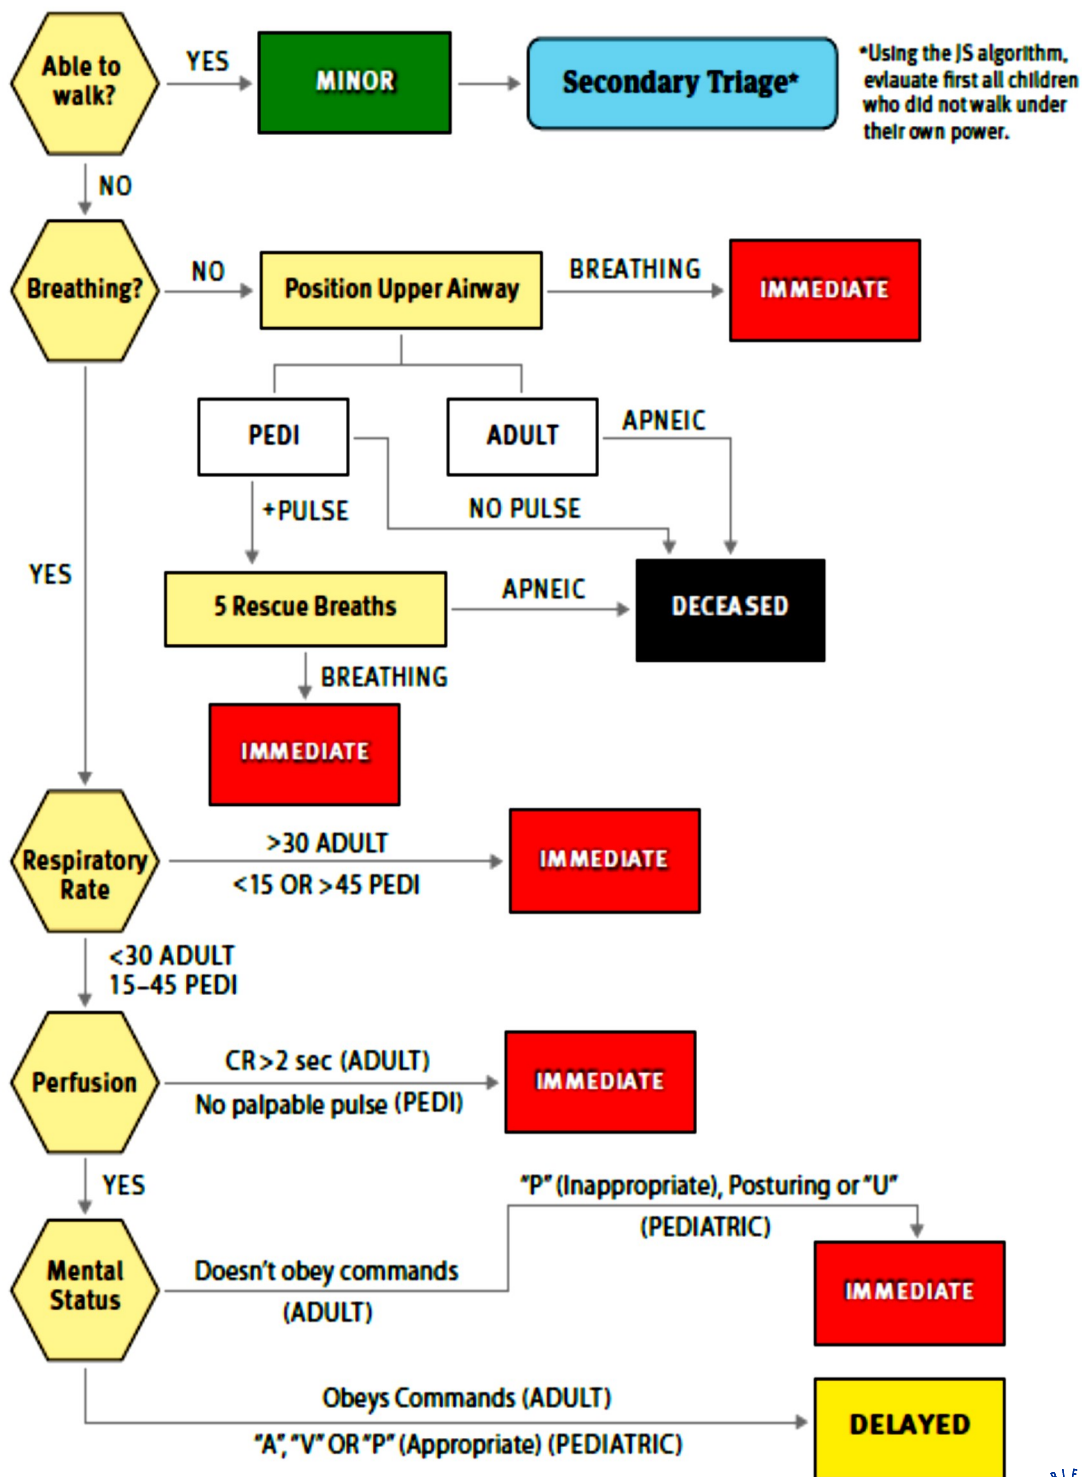 Able to
walk?
YES
MINOR
Secondary Triage*
*Using the JS algorithm,
evlauate first all children
who did not walk under
their own power.
NO
Breathing?
NO
Position Upper Airway
BREATHING
IMMEDIATE
PEDI
ADULT
APNEIC
+PULSE
NO PULSE
YES
5 Rescue Breaths
APNEIC
DECEASED
BREATHING
IMMEDIATE
Respiratory
Rate
>30 ADULT
<15 OR >45 PEDI
IMMEDIATE
<30 ADULT
15–45 PEDI
Perfusion
CR >2 sec (ADULT)
No palpable pulse (PEDI)
IMMEDIATE
YES
"P" (Inappropriate), Posturing or "U"
(PEDIATRIC)
Mental
Status
Doesn't obey commands
(ADULT)
IMMEDIATE
Obeys Commands (ADULT)
"A", "V" OR "P" (Appropriate) (PEDIATRIC)
DELAYED